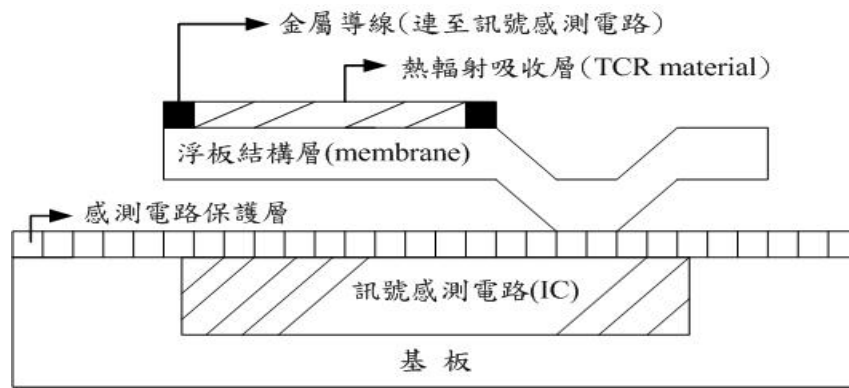 金屬導線(連至訊號感測電路)
熱輻射吸收層(TCR material)
浮板結構層(membrane)
感測電路保護層
訊號感測電路(IC)
基 板